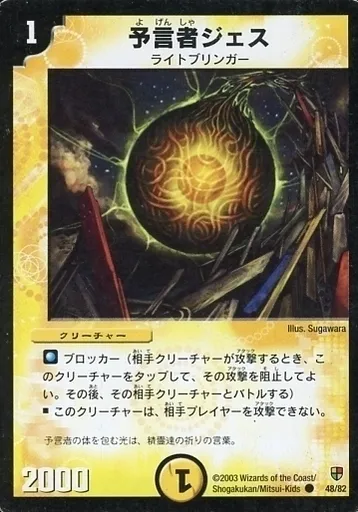 1
よげんしゃ
予言者ジェス
ライトブリンガー
Illus. Sugawara
クリーチャー
ブロッカー（相手クリーチャーが攻撃するとき、こ
のクリーチャーをタップして、その攻撃を阻止してよ
い。その後、その相手クリーチャーとバトルする）
■ このクリーチャーは、相手プレイヤーを攻撃できない。
予言者の体を包む光は、精霊達の祈りの言葉。
2000
1
©2003 Wizards of the Coast/
Shogakukan/Mitsui-Kids ● 48/82